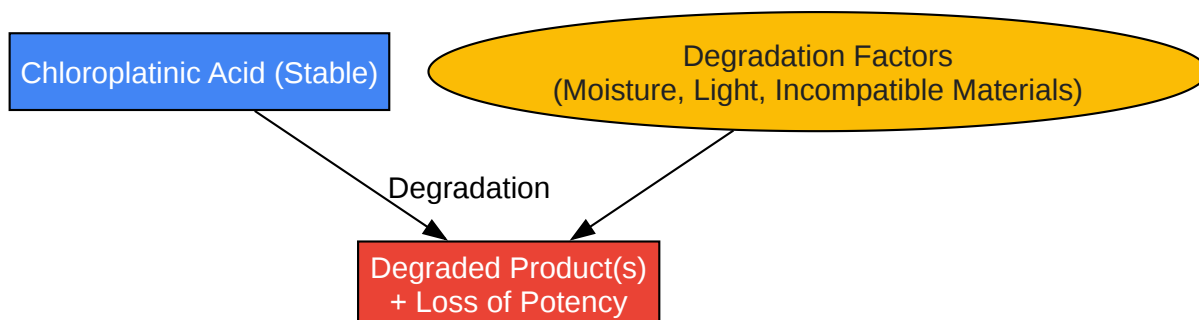 Chloroplatinic Acid (Stable)
Degradation Factors
(Moisture, Light, Incompatible Materials)
Degradation
Degraded Product(s)
+ Loss of Potency